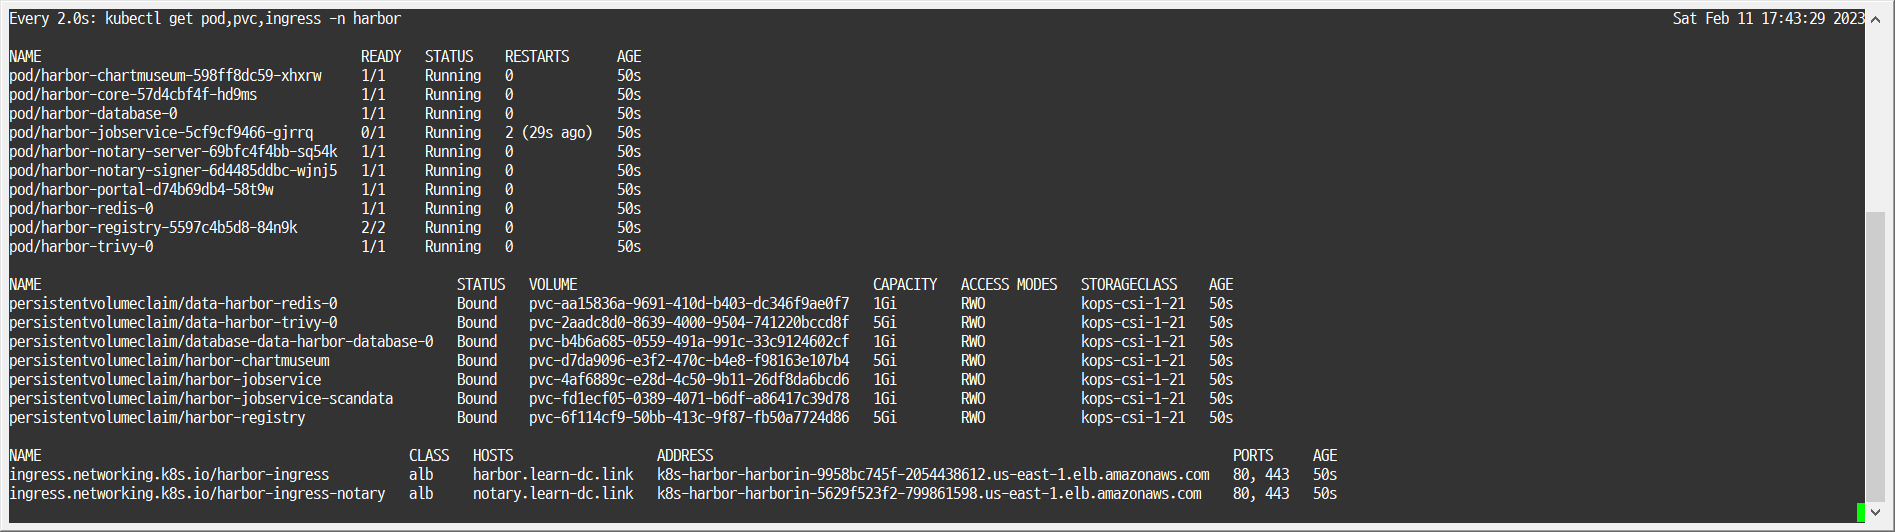 Every 2.0s: kubectl get pod,pvc,ingress -n harbor Sat Feb 11 17:43:29 2023
NAME READY STATUS RESTARTS AGE
pod/harbor-chartmuseum-598ff8dc59-xhxrw 1/1 Running 0 50s
pod/harbor-core-57d4cbf4f-hd9ms 1/1 Running 0 50s
pod/harbor-database-0 1/1 Running 0 50s
pod/harbor-jobservice-5cf9cf9466-gjrrq 0/1 Running 2 (29s ago) 50s
pod/harbor-notary-server-69bfc4f4bb-sq54k 1/1 Running 0 50s
pod/harbor-notary-signer-6d4485ddbc-wjnj5 1/1 Running 0 50s
pod/harbor-portal-d74b69db4-58t9w 1/1 Running 0 50s
pod/harbor-redis-0 1/1 Running 0 50s
pod/harbor-registry-5597c4b5d8-84n9k 2/2 Running 0 50s
pod/harbor-trivy-0 1/1 Running 0 50s
NAME STATUS VOLUME CAPACITY ACCESS MODES STORAGECLASS AGE
persistentvolumeclaim/data-harbor-redis-0 Bound pvc-aa15836a-9691-410d-b403-dc346f9ae0f7 1Gi RWO kops-csi-1-21 50s
persistentvolumeclaim/data-harbor-trivy-0 Bound pvc-2aadc8d0-8639-4000-9504-741220bccd8f 5Gi RWO kops-csi-1-21 50s
persistentvolumeclaim/database-data-harbor-database-0 Bound pvc-b4b6a685-0559-491a-991c-33c9124602cf 1Gi RWO kops-csi-1-21 50s
persistentvolumeclaim/harbor-chartmuseum Bound pvc-d7da9096-e3f2-470c-b4e8-f98163e107b4 5Gi RWO kops-csi-1-21 50s
persistentvolumeclaim/harbor-jobservice Bound pvc-4af6889c-e28d-4c50-9b11-26df8da6bcd6 1Gi RWO kops-csi-1-21 50s
persistentvolumeclaim/harbor-jobservice-scandata Bound pvc-fd1ecf05-0389-4071-b6df-a86417c39d78 1Gi RWO kops-csi-1-21 50s
persistentvolumeclaim/harbor-registry Bound pvc-6f114cf9-50bb-413c-9f87-fb50a7724d86 5Gi RWO kops-csi-1-21 50s
NAME CLASS HOSTS ADDRESS PORTS AGE
ingress.networking.k8s.io/harbor-ingress alb harbor.learn-dc.link k8s-harbor-harborin-9958bc745f-2054438612.us-east-1.elb.amazonaws.com 80, 443 50s
ingress.networking.k8s.io/harbor-ingress-notary alb notary.learn-dc.link k8s-harbor-harborin-5629f523f2-799861598.us-east-1.elb.amazonaws.com 80, 443 50s